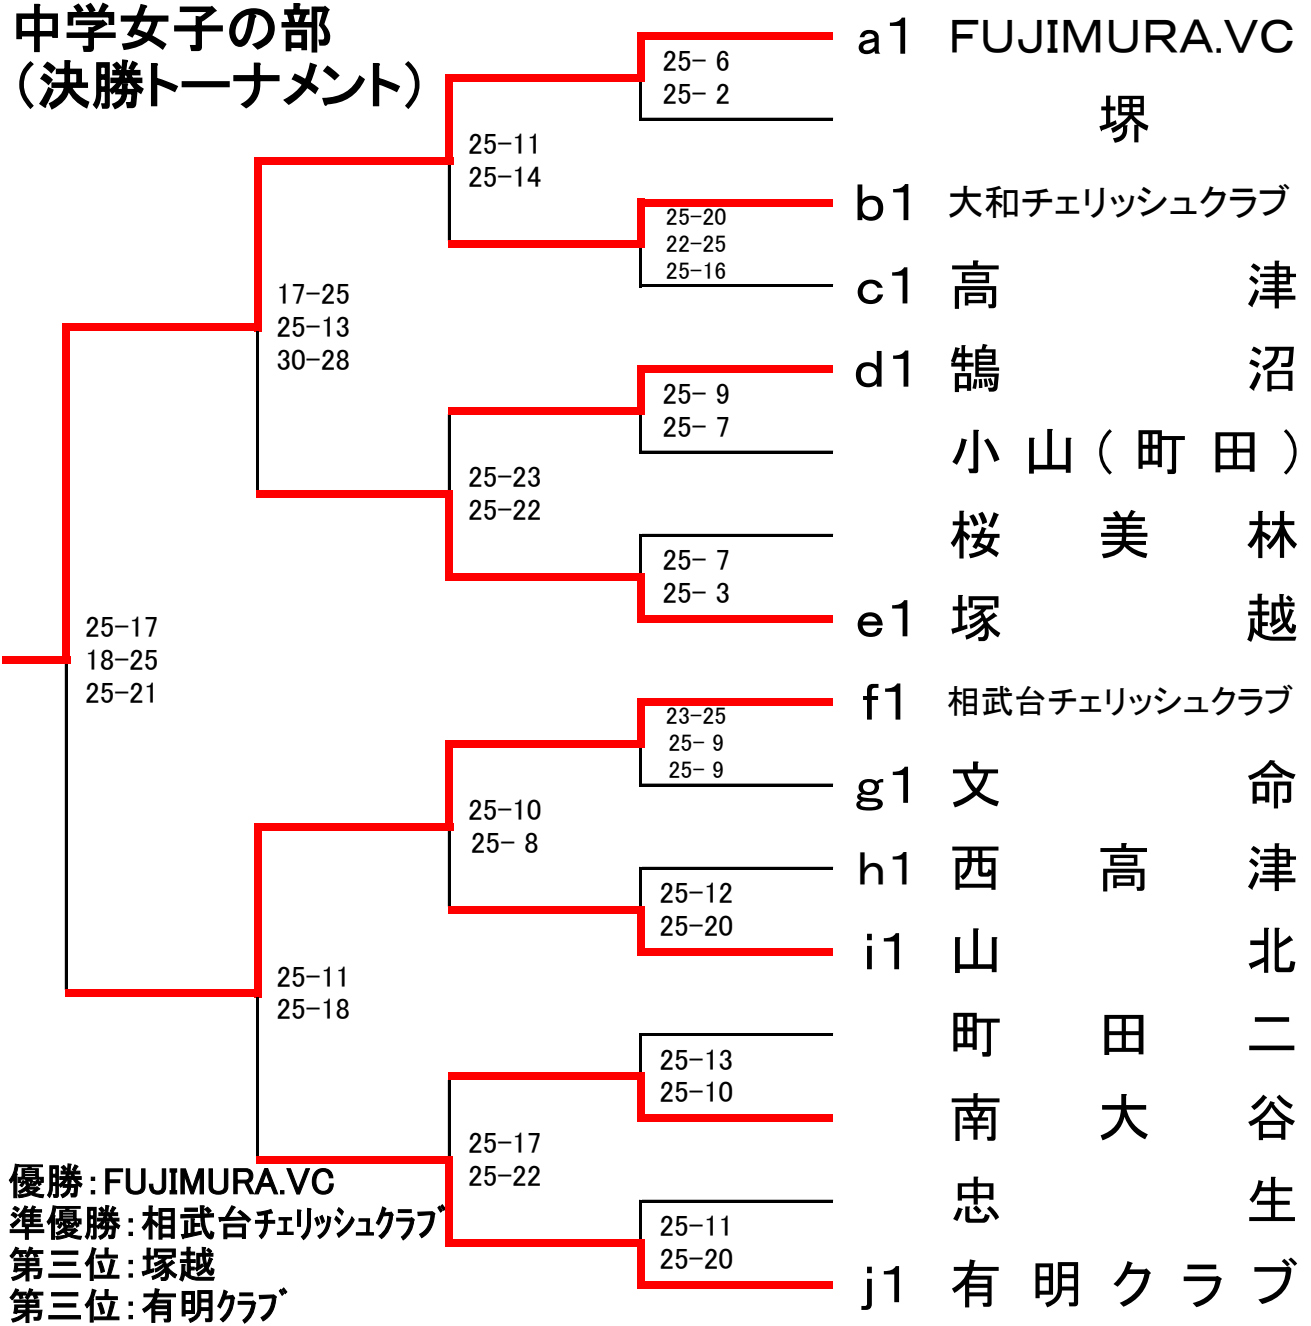 中学女子の部
（決勝トーナメント）
a1 FUJIMURA.VC
25- 6
25- 2
堺
25-11
25-14
b1 大和チェリッシュクラブ
25-20
22-25
25-16
c1 高津
17-25
25-13
30-28
d1 鵠沼
25- 9
25- 7
小山(町田)
25-23
25-22
桜美林
25- 7
25- 3
e1 塚越
25-17
18-25
25-21
f1 相武台チェリッシュクラブ
23-25
25- 9
25- 9
g1 文命
25-10
25- 8
h1 西高津
25-12
25-20
i1 山北
25-11
25-18
町田二
25-13
25-10
南大谷
25-17
25-22
忠生
25-11
25-20
j1 有明クラブ
優勝：FUJIMURA.VC
準優勝：相武台チェリッシュクラブ
第三位：塚越
第三位：有明クラブ